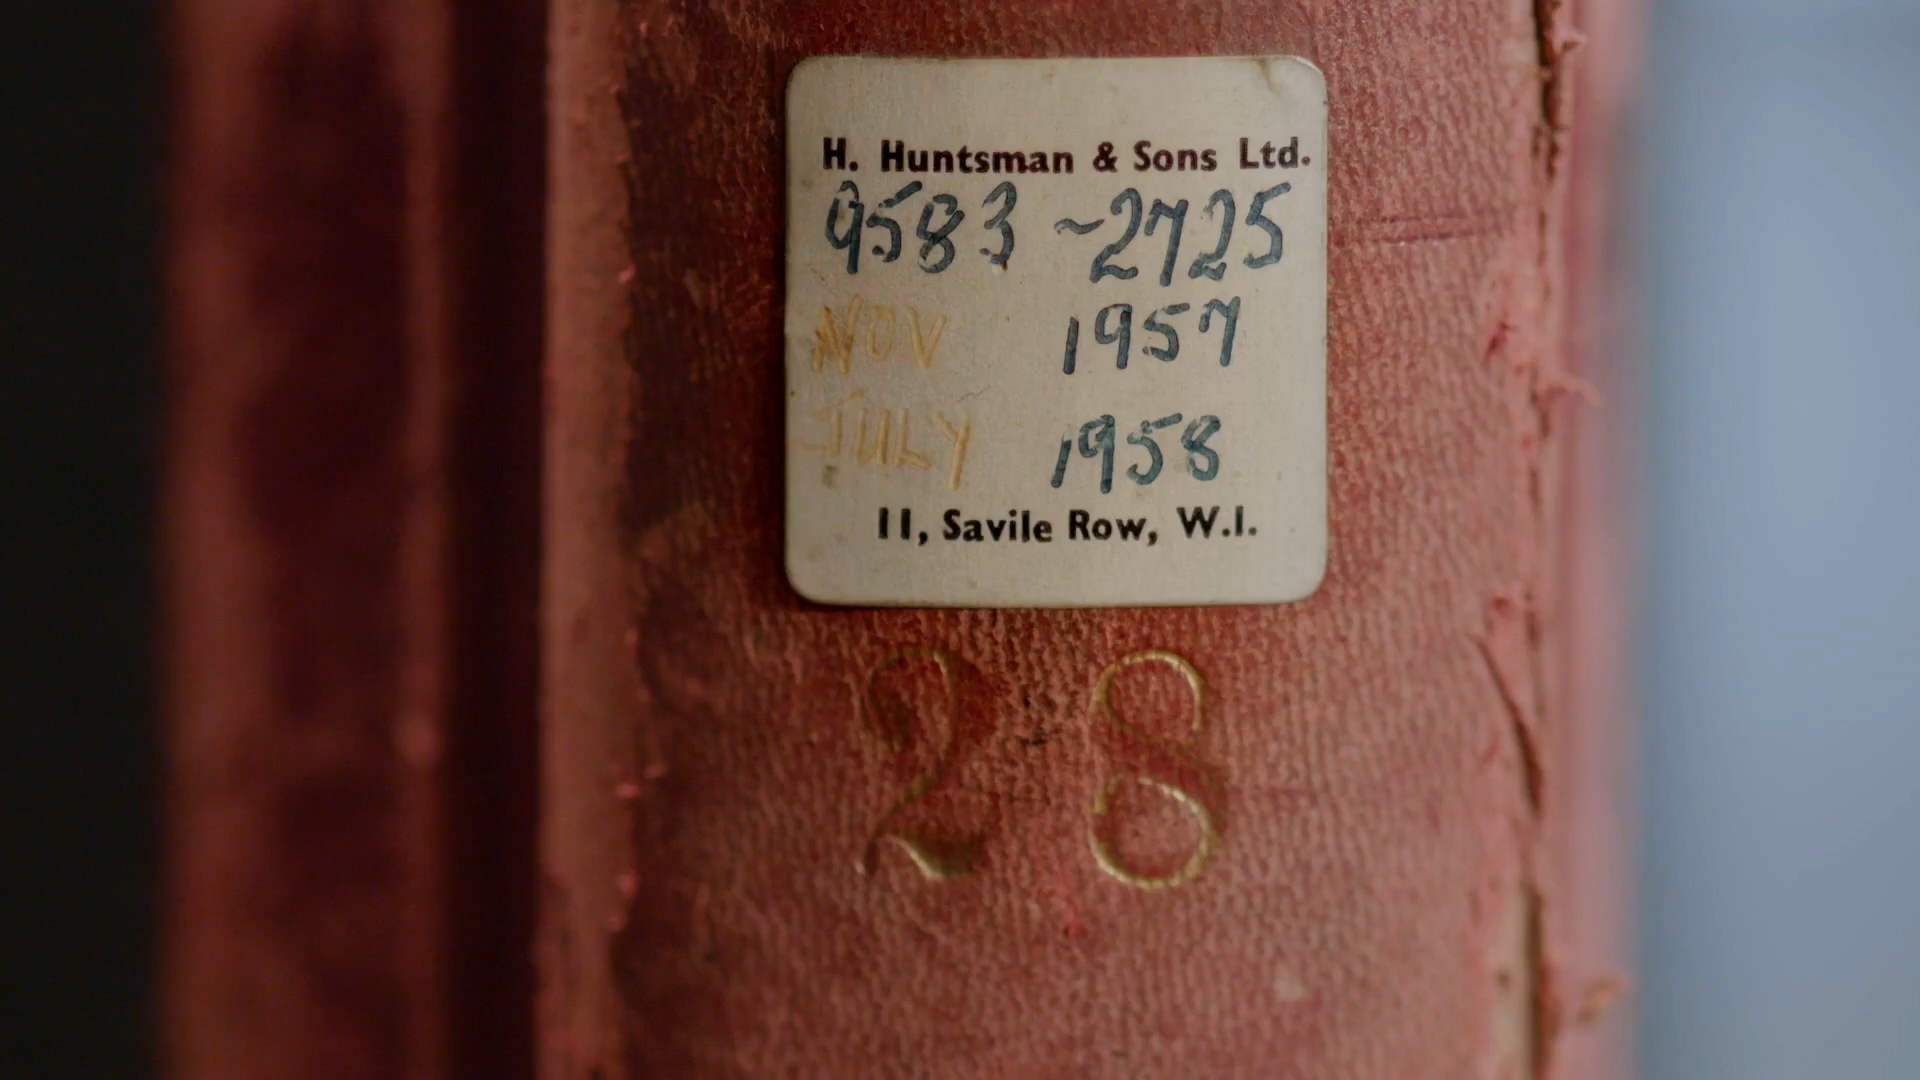 H. Huntsman & Sons Ltd.
9583 ~2725
NOV 1957
JULY 1958
11, Savile Row, W.1.
28